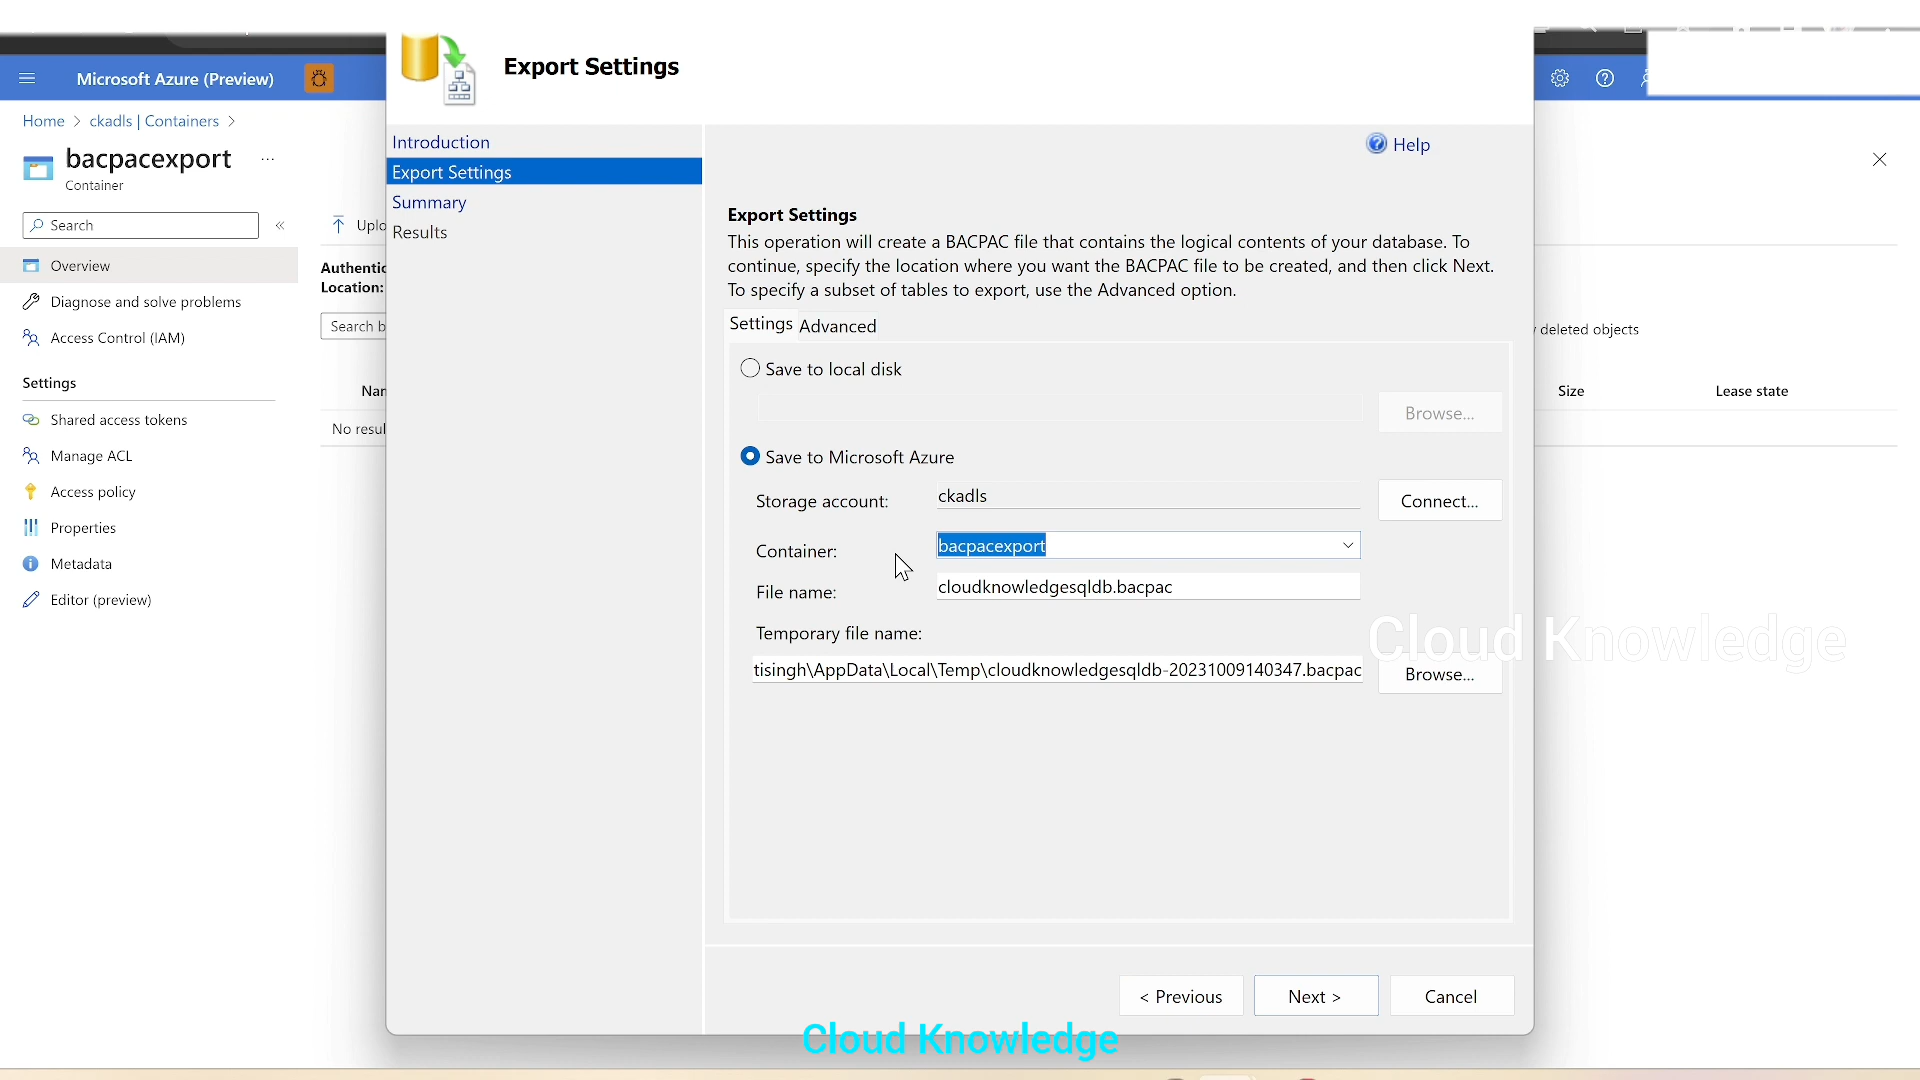 Microsoft Azure (Preview)
Home > ckadls | Containers >
bacpacexport ...
Container
Search
«
Overview
Diagnose and solve problems
Access Control (IAM)
Settings
Shared access tokens
Manage ACL
Access policy
Properties
Metadata
Editor (preview)
Uplo
Authentic
Location:
Search b
Nar
No resul
Export Settings
Introduction
Export Settings
Summary
Results
Help
Export Settings
This operation will create a BACPAC file that contains the logical contents of your database. To
continue, specify the location where you want the BACPAC file to be created, and then click Next.
To specify a subset of tables to export, use the Advanced option.
Settings Advanced
Save to local disk
Browse...
Save to Microsoft Azure
Storage account: ckadls Connect...
Container: bacpacexport
File name: cloudknowledgesqldb.bacpac
Temporary file name:
tisingh\AppData\Local\Temp\cloudknowledgesqldb-20231009140347.bacpac Browse...
< Previous Next > Cancel
deleted objects
Size Lease state
Cloud Knowledge
Cloud Knowledge